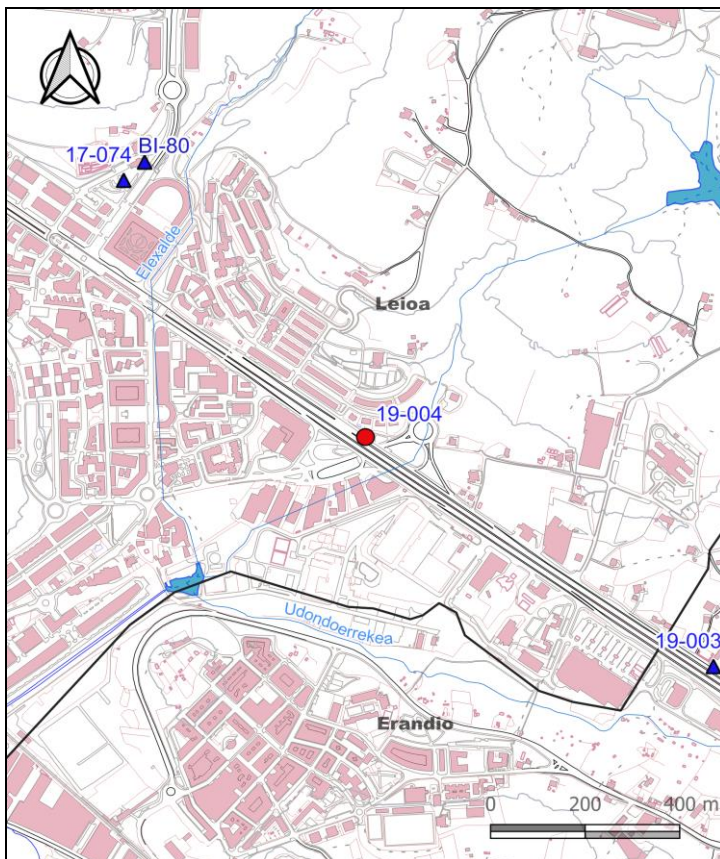 17-074
BI-80
Elexalde
Leioa
19-004
Udondoerrekea
19-003
Erandio
0 200 400 m